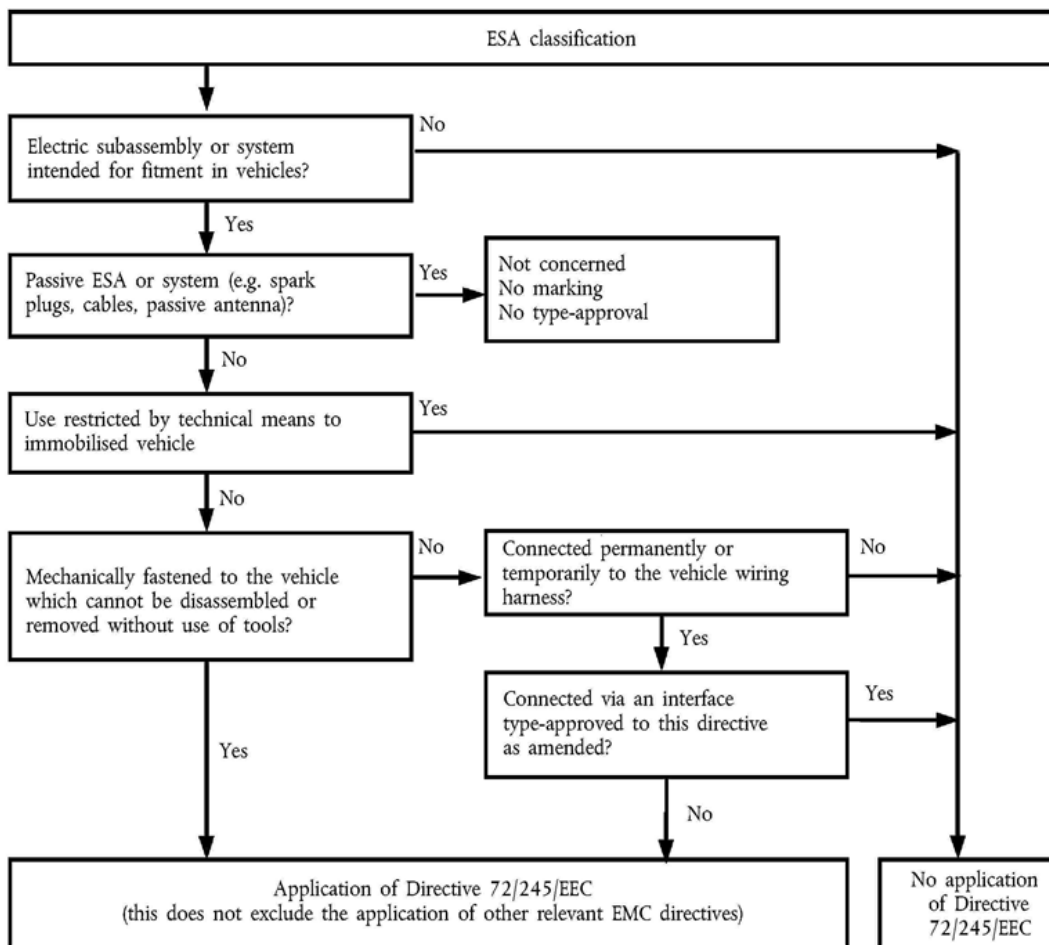 ESA classification
No
Electric subassembly or system
intended for fitment in vehicles?
Yes
Passive ESA or system (e.g. spark
plugs, cables, passive antenna)?
Yes
Not concerned
No marking
No type-approval
No
Use restricted by technical means to
immobilised vehicle
Yes
No
Mechanically fastened to the vehicle
which cannot be disassembled or
removed without use of tools?
No
Connected permanently or
temporarily to the vehicle wiring
harness?
No
Yes
Connected via an interface
type-approved to this directive
as amended?
Yes
Yes
No
Application of Directive 72/245/EEC
(this does not exclude the application of other relevant EMC directives)
No application
of Directive
72/245/EEC